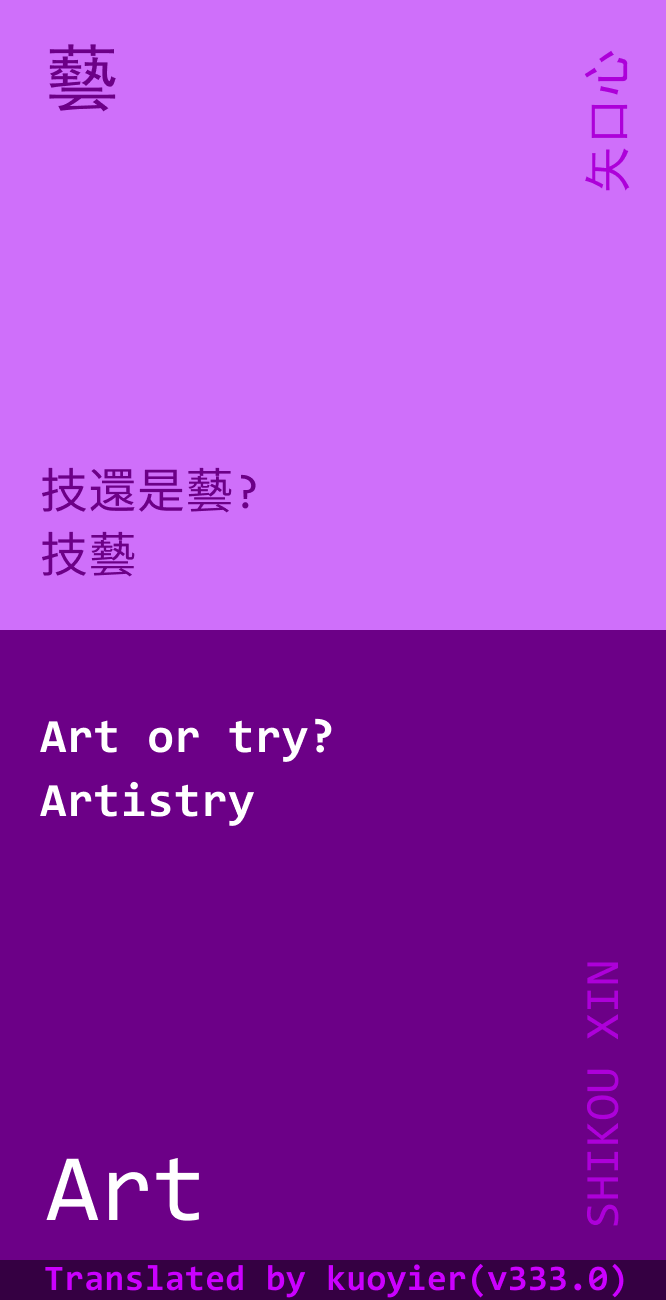 藝
矢口心
技還是藝?
技藝
Art or try?
Artistry
SHIKOU XIN
Art
Translated by kuoyier(v333.0)